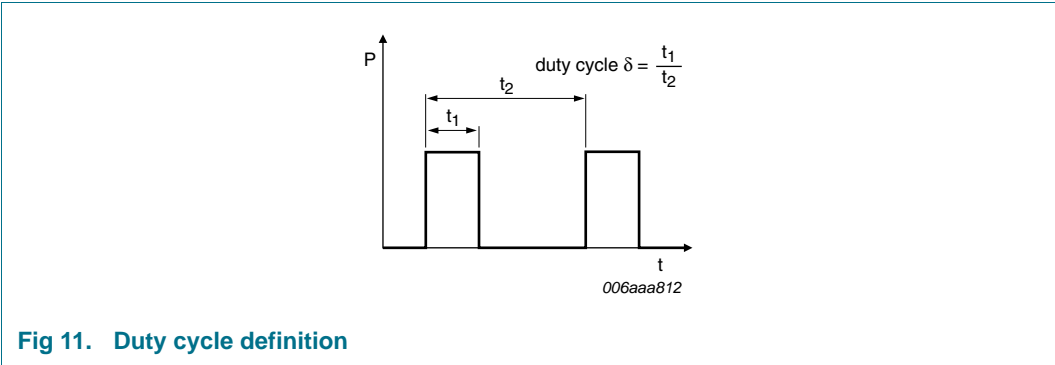 P
duty cycle δ = t1
t2
t2
t1
t
006aaa812
Fig 11. Duty cycle definition